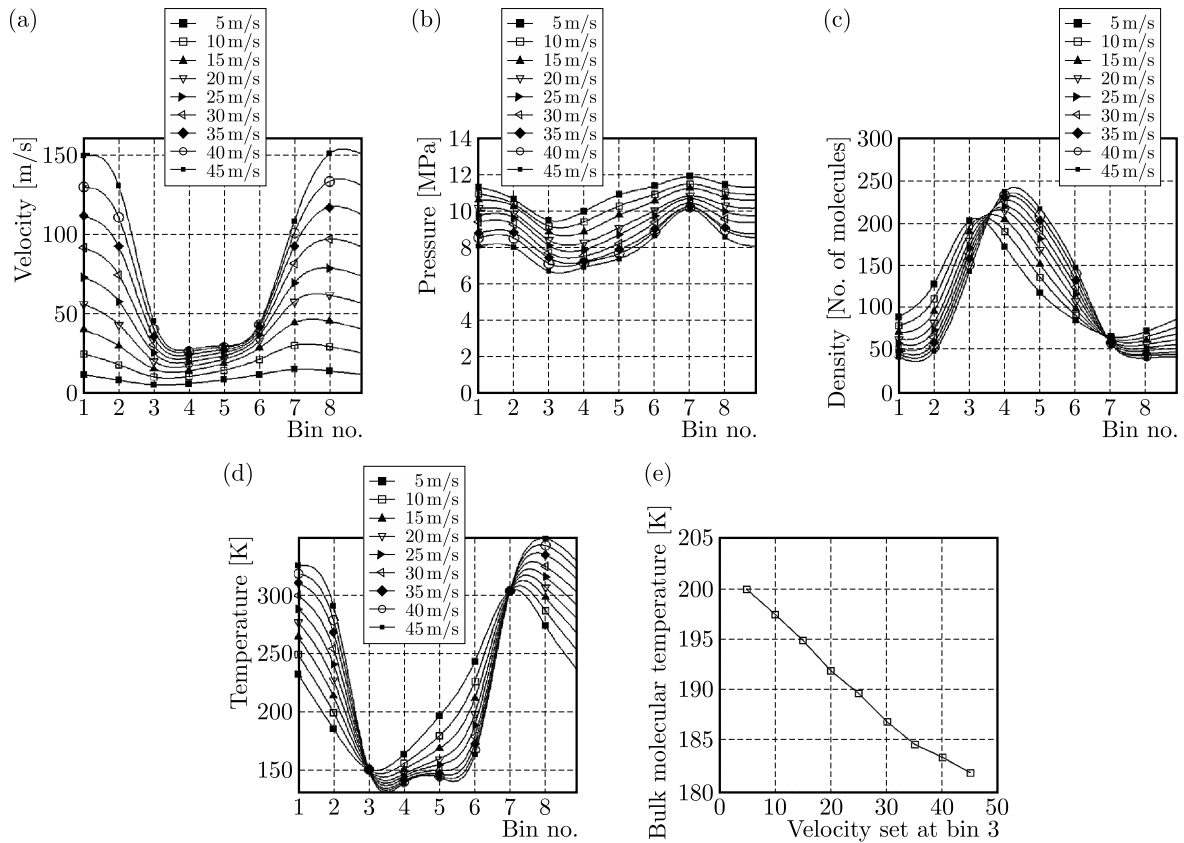 (a)
5 m/s
10 m/s
15 m/s
20 m/s
25 m/s
30 m/s
35 m/s
40 m/s
45 m/s
Velocity [m/s]
150
100
50
0
1 2 3 4 5 6 7 8
Bin no.
(b)
5 m/s
10 m/s
15 m/s
20 m/s
25 m/s
30 m/s
35 m/s
40 m/s
45 m/s
Pressure [MPa]
14
12
10
8
6
4
2
0
1 2 3 4 5 6 7 8
Bin no.
(c)
5 m/s
10 m/s
15 m/s
20 m/s
25 m/s
30 m/s
35 m/s
40 m/s
45 m/s
Density [No. of molecules]
300
250
200
150
100
50
0
1 2 3 4 5 6 7 8
Bin no.
(d)
5 m/s
10 m/s
15 m/s
20 m/s
25 m/s
30 m/s
35 m/s
40 m/s
45 m/s
Temperature [K]
300
250
200
150
1 2 3 4 5 6 7 8
Bin no.
(e)
Bulk molecular temperature [K]
205
200
195
190
185
180
0 10 20 30 40 50
Velocity set at bin 3